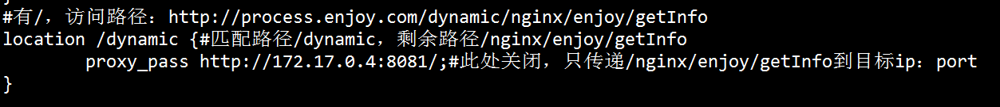 #有/，访问路径：http://process.enjoy.com/dynamic/nginx/enjoy/getInfo
location /dynamic {#匹配路径/dynamic，剩余路径/nginx/enjoy/getInfo
        proxy_pass http://172.17.0.4:8081/;#此处关闭，只传递/nginx/enjoy/getInfo到目标ip：port
}